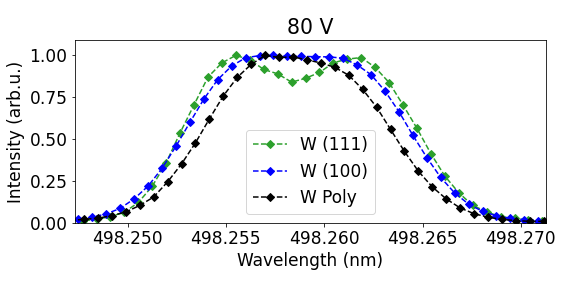 80 V
Intensity (arb.u.)
1.00
0.75
0.50
0.25
0.00
W (111)
W (100)
W Poly
498.250 498.255 498.260 498.265 498.270
Wavelength (nm)